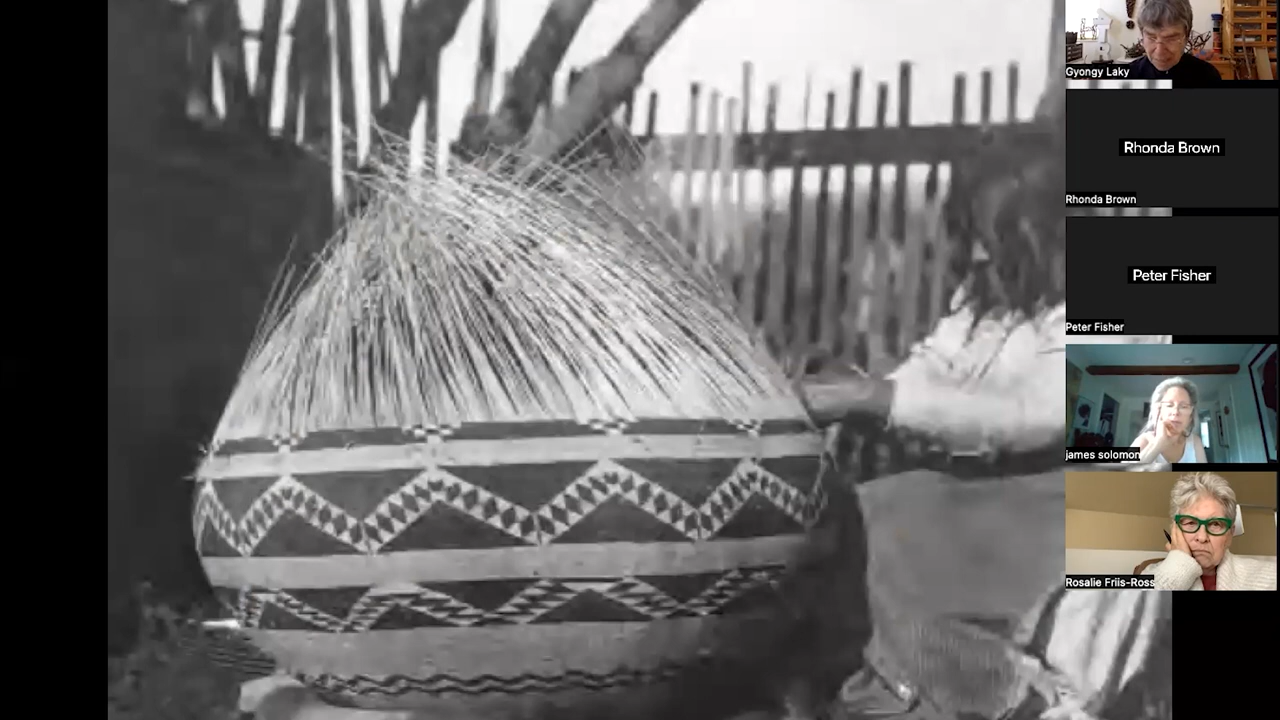 Gyongy Laky
Rhonda Brown
Rhonda Brown
Peter Fisher
Peter Fisher
james solomon
Rosalie Friis-Ross